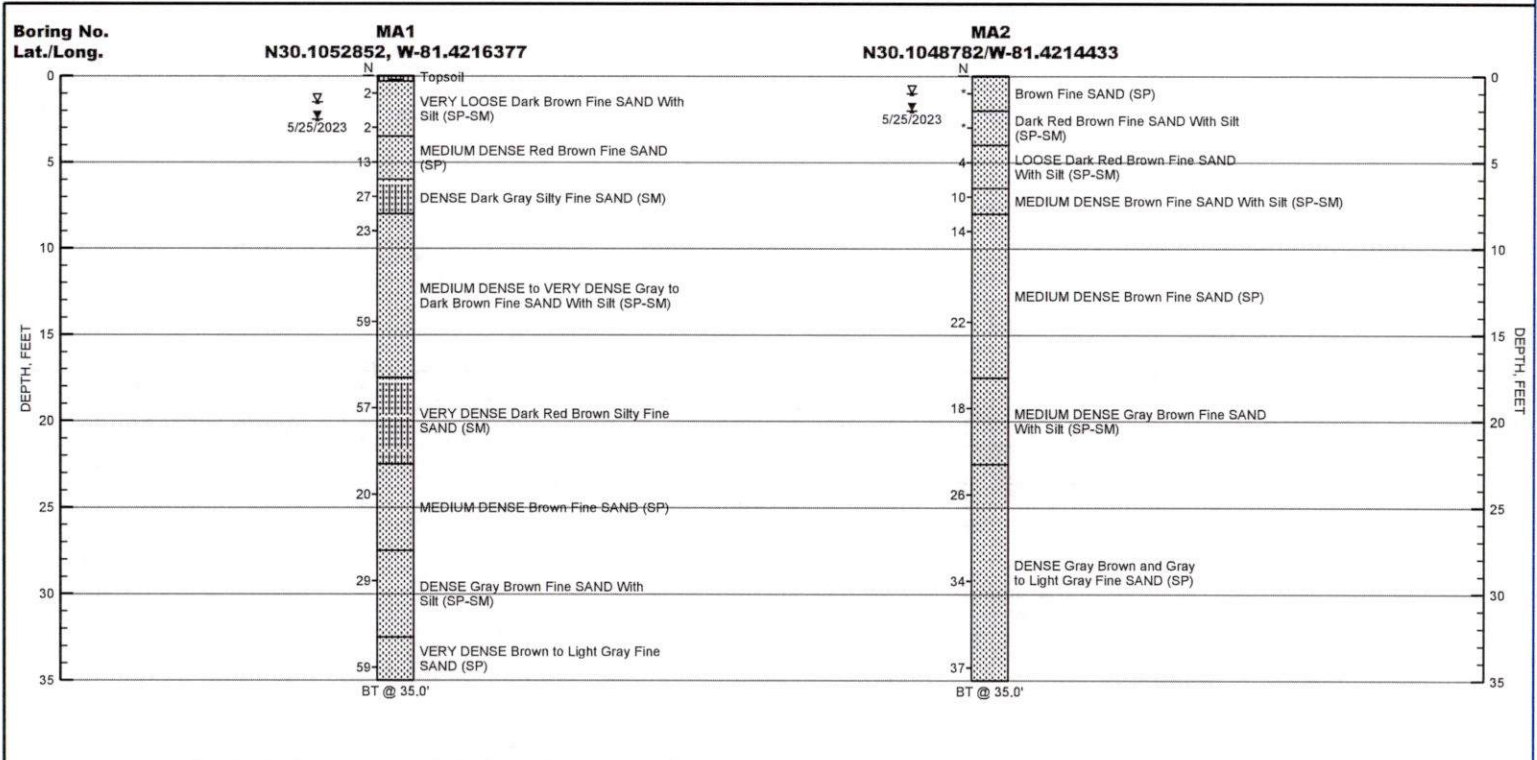 Boring No. MA1 MA2
Lat./Long. N30.1052852, W-81.4216377 N30.1048782/W-81.4214433
N
Topsoil
2
VERY LOOSE Dark Brown Fine SAND With
Silt (SP-SM)
5/25/2023
2
MEDIUM DENSE Red Brown Fine SAND
(SP)
13
27
DENSE Dark Gray Silty Fine SAND (SM)
23
MEDIUM DENSE to VERY DENSE Gray to
Dark Brown Fine SAND With Silt (SP-SM)
59
57
VERY DENSE Dark Red Brown Silty Fine
SAND (SM)
20
MEDIUM DENSE Brown Fine SAND (SP)
29
DENSE Gray Brown Fine SAND With
Silt (SP-SM)
VERY DENSE Brown to Light Gray Fine
SAND (SP)
59
BT @ 35.0'
N
*
Brown Fine SAND (SP)
5/25/2023
*
Dark Red Brown Fine SAND With Silt
(SP-SM)
4
LOOSE Dark Red Brown Fine SAND
With Silt (SP-SM)
10
MEDIUM DENSE Brown Fine SAND With Silt (SP-SM)
14
MEDIUM DENSE Brown Fine SAND (SP)
22
18
MEDIUM DENSE Gray Brown Fine SAND
With Silt (SP-SM)
26
DENSE Gray Brown and Gray
to Light Gray Fine SAND (SP)
34
37
BT @ 35.0'
DEPTH, FEET
0
5
10
15
20
25
30
35
DEPTH, FEET
0
5
10
15
20
25
30
35